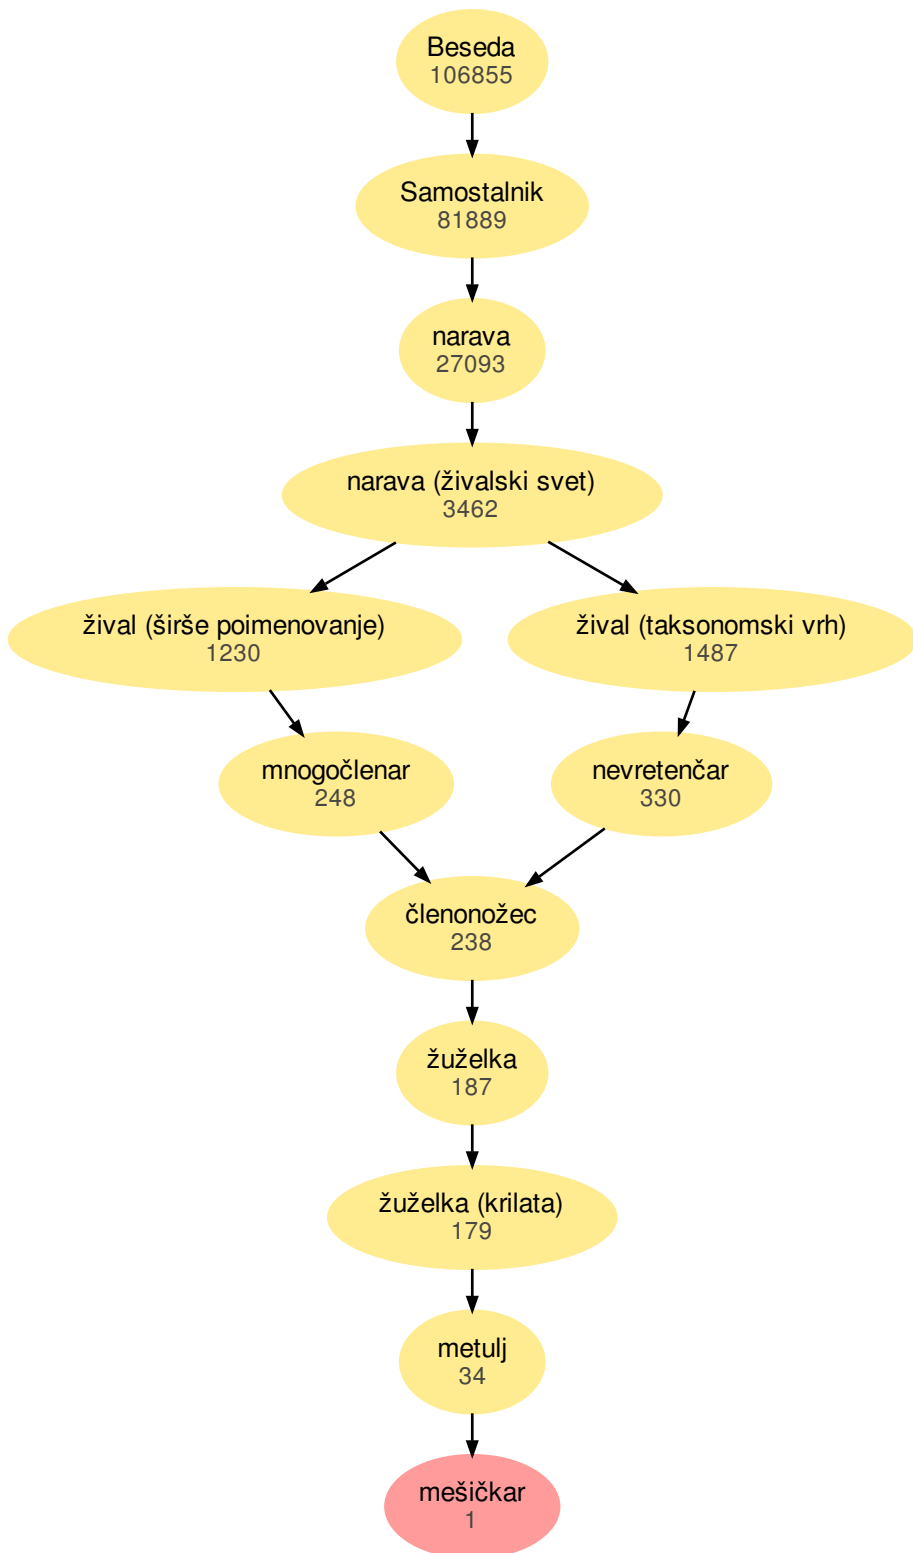 Beseda
106855
Samostalnik
81889
narava
27093
narava (živalski svet)
3462
žival (širše poimenovanje)
1230
žival (taksonomski vrh)
1487
mnogočlenar
248
nevretenčar
330
členonožec
238
žuželka
187
žuželka (krilata)
179
metulj
34
mešičkar
1